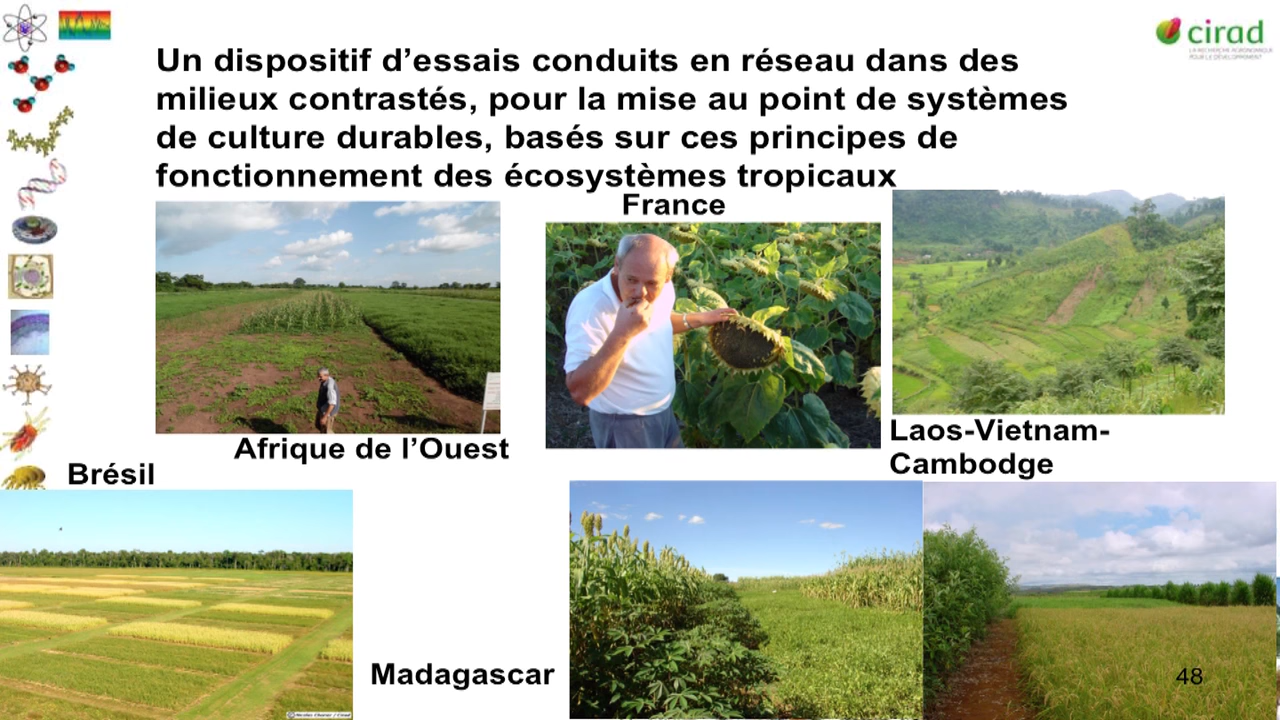 cirad
LA RECHERCHE AGRONOMIQUE
POUR LE DÉVELOPPEMENT
Un dispositif d’essais conduits en réseau dans des
milieux contrastés, pour la mise au point de systèmes
de culture durables, basés sur ces principes de
fonctionnement des écosystèmes tropicaux
France
Afrique de l’Ouest
Laos-Vietnam-
Cambodge
Brésil
Madagascar
48